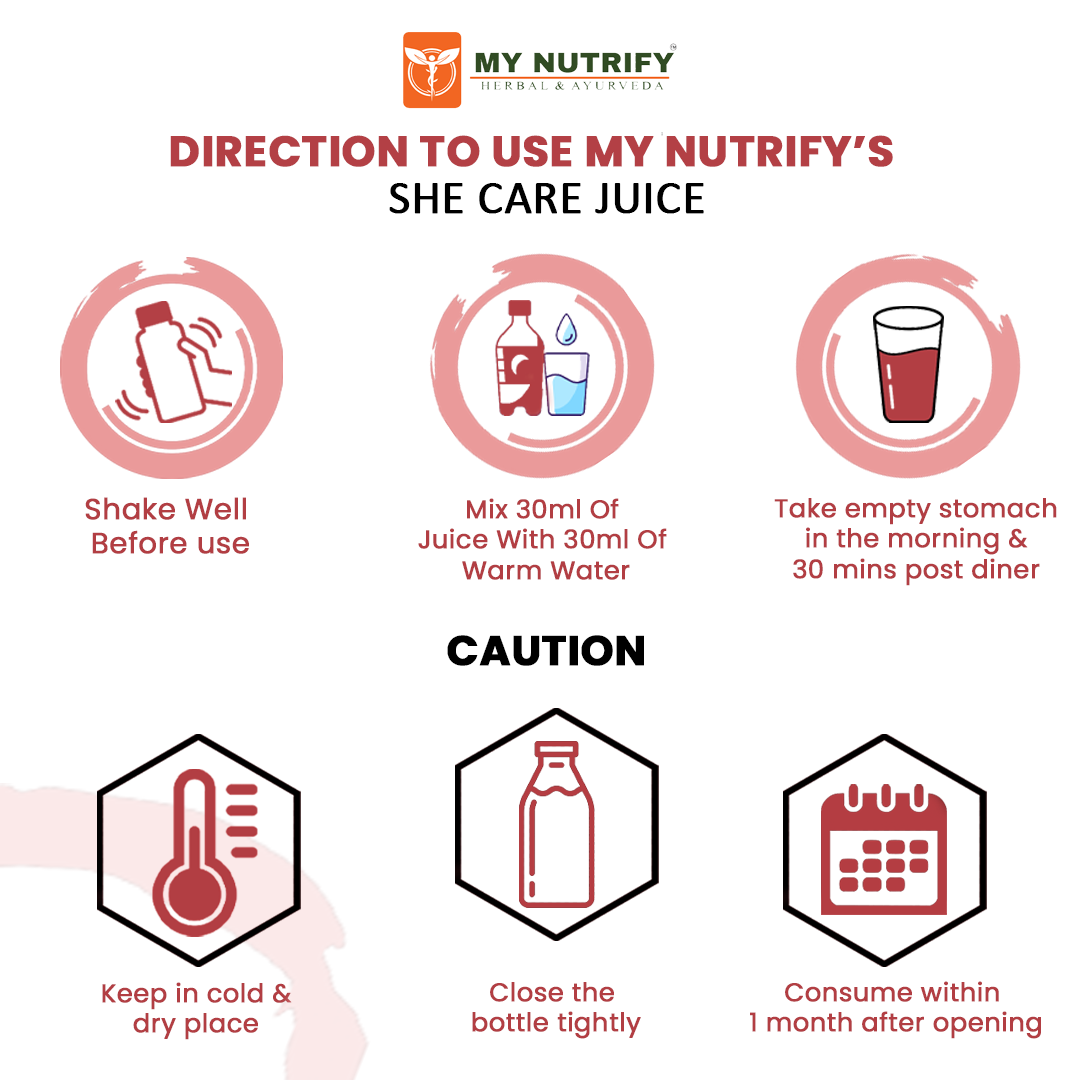 MY NUTRIFY
TM
HERBAL & AYURVEDA
DIRECTION TO USE MY NUTRIFY’S
SHE CARE JUICE
Shake Well
Before use
Mix 30ml Of
Juice With 30ml Of
Warm Water
Take empty stomach
in the morning &
30 mins post diner
CAUTION
Keep in cold &
dry place
Close the
bottle tightly
Consume within
1 month after opening